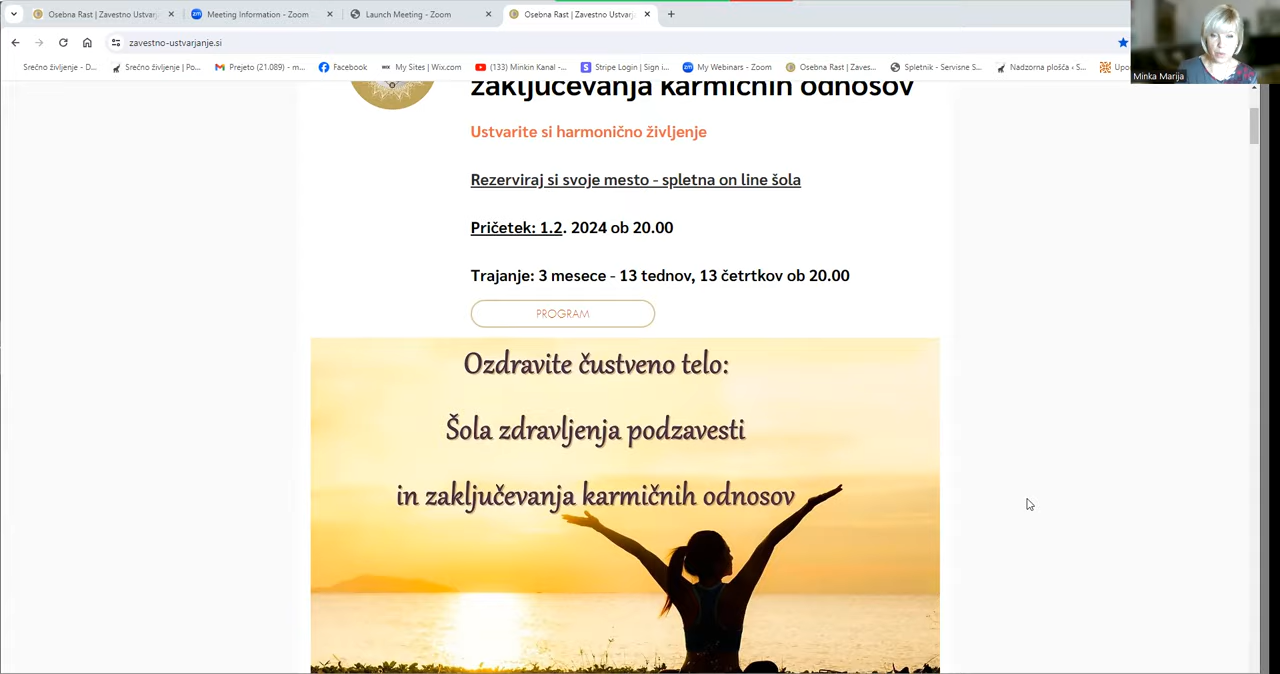 Osebna Rast | Zavestno Ustvarj
Meeting Information - Zoom
Launch Meeting - Zoom
Osebna Rast | Zavestno Ustvarj
zavestno-ustvarjanje.si
Srečno življenje - D...
Srečno življenje | Po...
Prejeto (21.089) - m...
Facebook
My Sites | Wix.com
(133) Minkin Kanal -...
Stripe Login | Sign i...
My Webinars - Zoom
Osebna Rast | Zaves...
Spletnik - Servisne S...
Nadzorna plošča ‹ S...
Upo
Minka Marija
zaključevanja karmičnih odnosov
Ustvarite si harmonično življenje
Rezerviraj si svoje mesto - spletna on line šola
Pričetek: 1.2. 2024 ob 20.00
Trajanje: 3 mesece - 13 tednov, 13 četrtkov ob 20.00
PROGRAM
Ozdravite čustveno telo:
Šola zdravljenja podzavesti
in zaključevanja karmičnih odnosov